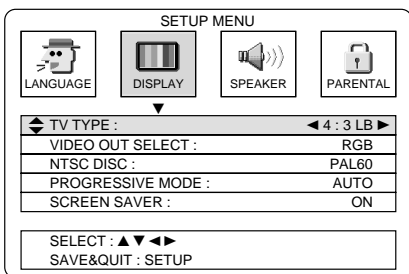 SETUP MENU
LANGUAGE DISPLAY SPEAKER PARENTAL
▼
TV TYPE : ◄ 4 : 3 LB ►
VIDEO OUT SELECT : RGB
NTSC DISC : PAL60
PROGRESSIVE MODE : AUTO
SCREEN SAVER : ON
SELECT : ▲ ▼ ◄ ►
SAVE&QUIT : SETUP